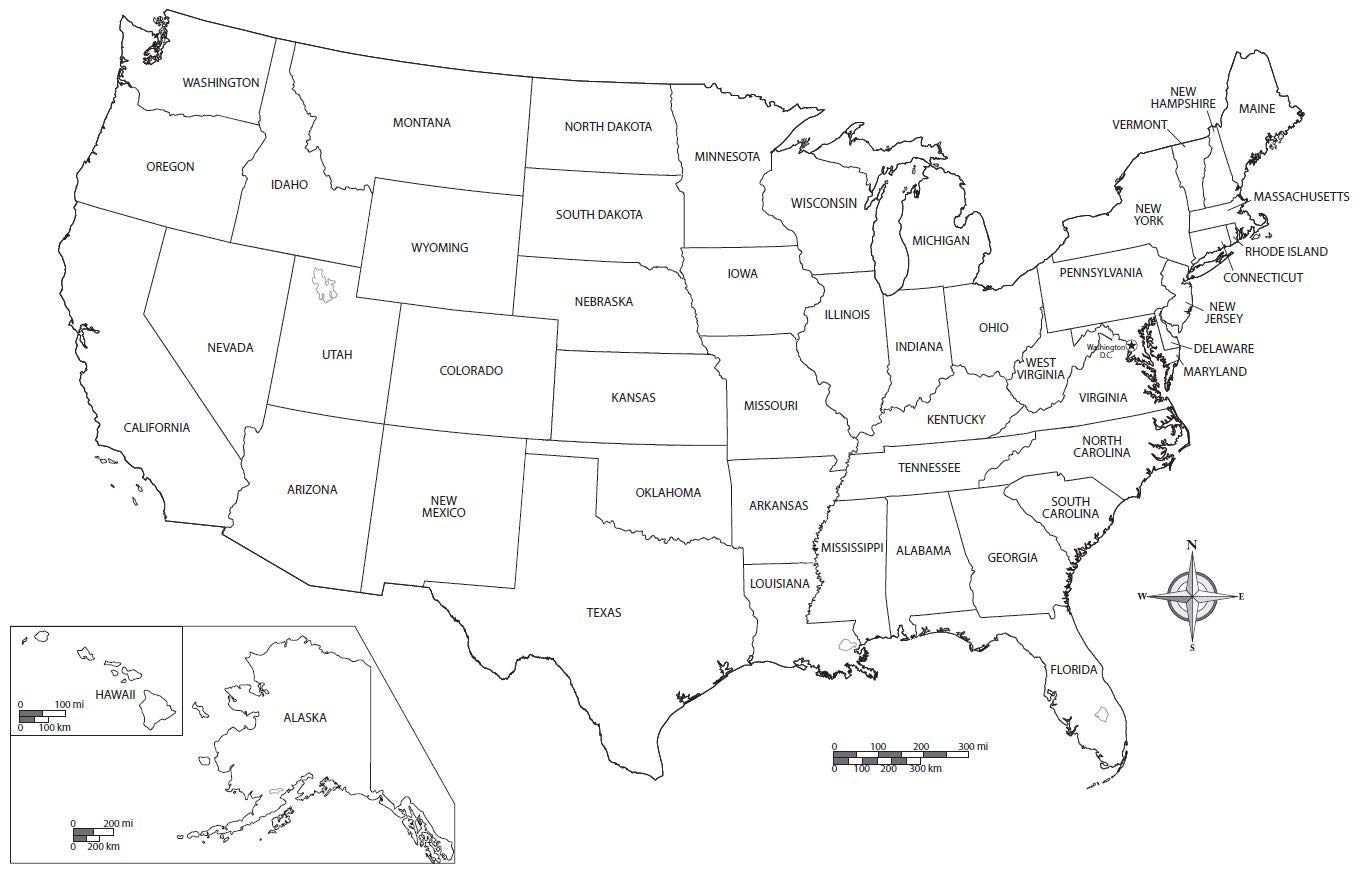 WASHINGTON
MONTANA
NORTH DAKOTA
MINNESOTA
NEW
HAMPSHIRE
VERMONT
MAINE
OREGON
IDAHO
WYOMING
SOUTH DAKOTA
WISCONSIN
MICHIGAN
NEW
YORK
MASSACHUSETTS
RHODE ISLAND
CONNECTICUT
NEVADA
UTAH
COLORADO
NEBRASKA
IOWA
ILLINOIS
INDIANA
OHIO
PENNSYLVANIA
NEW
JERSEY
DELAWARE
MARYLAND
Washington
D.C.
WEST
VIRGINIA
VIRGINIA
CALIFORNIA
KANSAS
MISSOURI
KENTUCKY
ARIZONA
NEW
MEXICO
OKLAHOMA
ARKANSAS
TENNESSEE
NORTH
CAROLINA
SOUTH
CAROLINA
TEXAS
LOUISIANA
MISSISSIPPI
ALABAMA
GEORGIA
FLORIDA
N
W
E
S
HAWAII
0 100 mi
0 100 km
ALASKA
0 200 mi
0 200 km
0 100 200 300 mi
0 100 200 300 km